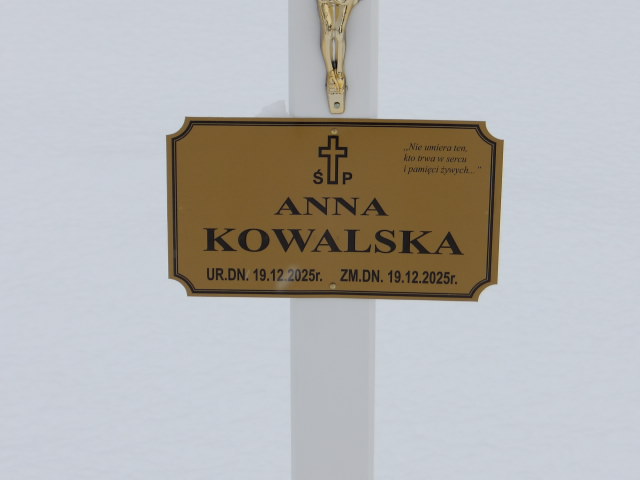 „Nie umiera ten,
kto trwa w sercu
i pamięci żywych.."
Ś P
ANNA
KOWALSKA
UR.DN. 19.12.2025r. ZM.DN. 19.12.2025r.